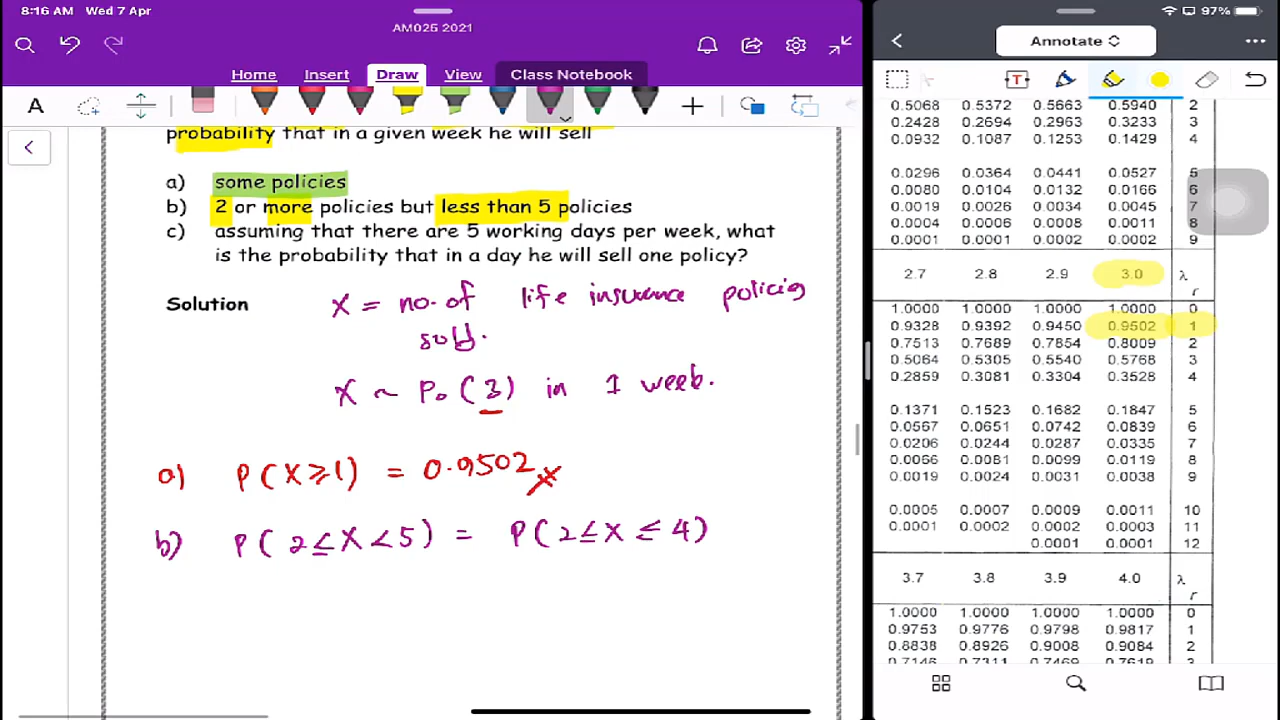 8:16 AM Wed 7 Apr
AM025 2021
Home Insert Draw View Class Notebook
A
probability that in a given week he will sell
a) some policies
b) 2 or more policies but less than 5 policies
c) assuming that there are 5 working days per week, what
is the probability that in a day he will sell one policy?
Solution
X = no. of life insurance policies
sold.
X ~ Po (3) in 1 week.
a) P(X≥1) = 0.9502
b) P(2≤X<5) = P(2≤X≤4)
97%
Annotate
T
0.5068 0.5372 0.5663 0.5940 2
0.2428 0.2694 0.2963 0.3233 3
0.0932 0.1087 0.1253 0.1429 4
0.0296 0.0364 0.0441 0.0527 5
0.0080 0.0104 0.0132 0.0166 6
0.0019 0.0026 0.0034 0.0045 7
0.0004 0.0006 0.0008 0.0011 8
0.0001 0.0001 0.0002 0.0002 9
2.7 2.8 2.9 3.0 λ
r
1.0000 1.0000 1.0000 1.0000 0
0.9328 0.9392 0.9450 0.9502 1
0.7513 0.7689 0.7854 0.8009 2
0.5064 0.5305 0.5540 0.5768 3
0.2859 0.3081 0.3304 0.3528 4
0.1371 0.1523 0.1682 0.1847 5
0.0567 0.0651 0.0742 0.0839 6
0.0206 0.0244 0.0287 0.0335 7
0.0066 0.0081 0.0099 0.0119 8
0.0019 0.0024 0.0031 0.0038 9
0.0005 0.0007 0.0009 0.0011 10
0.0001 0.0002 0.0002 0.0003 11
0.0001 0.0001 12
3.7 3.8 3.9 4.0 λ
r
1.0000 1.0000 1.0000 1.0000 0
0.9753 0.9776 0.9798 0.9817 1
0.8838 0.8926 0.9008 0.9084 2
0.7146 0.7311 0.7469 0.7619 3